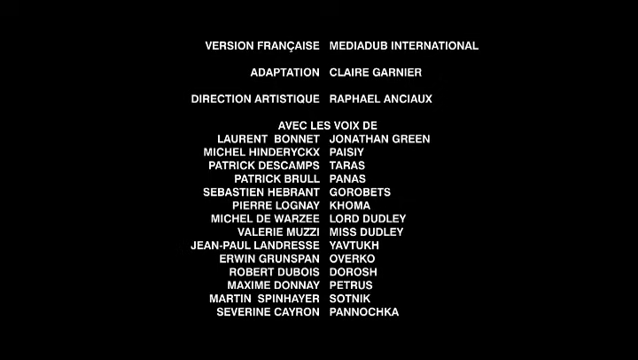 VERSION FRANÇAISE MEDIADUB INTERNATIONAL
ADAPTATION CLAIRE GARNIER
DIRECTION ARTISTIQUE RAPHAEL ANCIAUX
AVEC LES VOIX DE
LAURENT BONNET JONATHAN GREEN
MICHEL HINDERYCKX PAISIY
PATRICK DESCAMPS TARAS
PATRICK BRULL PANAS
SEBASTIEN HEBRANT GOROBETS
PIERRE LOGNAY KHOMA
MICHEL DE WARZEE LORD DUDLEY
VALERIE MUZZI MISS DUDLEY
JEAN-PAUL LANDRESSE YAVTUKH
ERWIN GRUNSPAN OVERKO
ROBERT DUBOIS DOROSH
MAXIME DONNAY PETRUS
MARTIN SPINHAYER SOTNIK
SEVERINE CAYRON PANNOCHKA